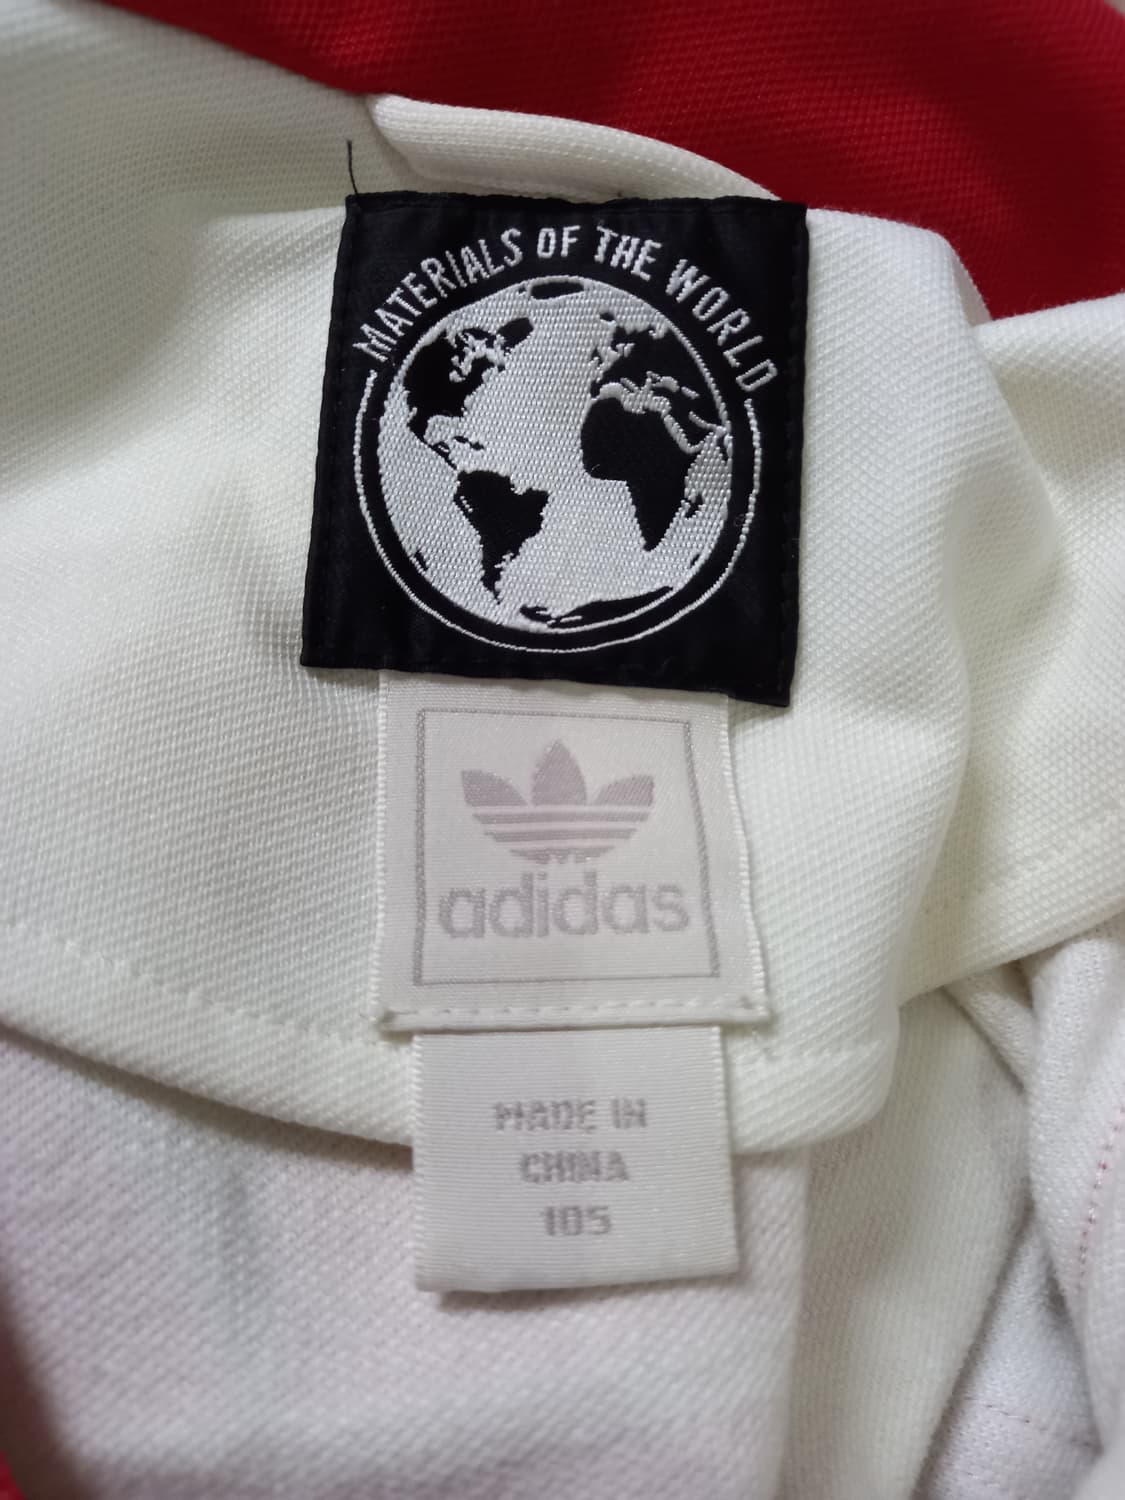 MATERIALS OF THE WORLD
adidas
MADE IN
CHINA
105